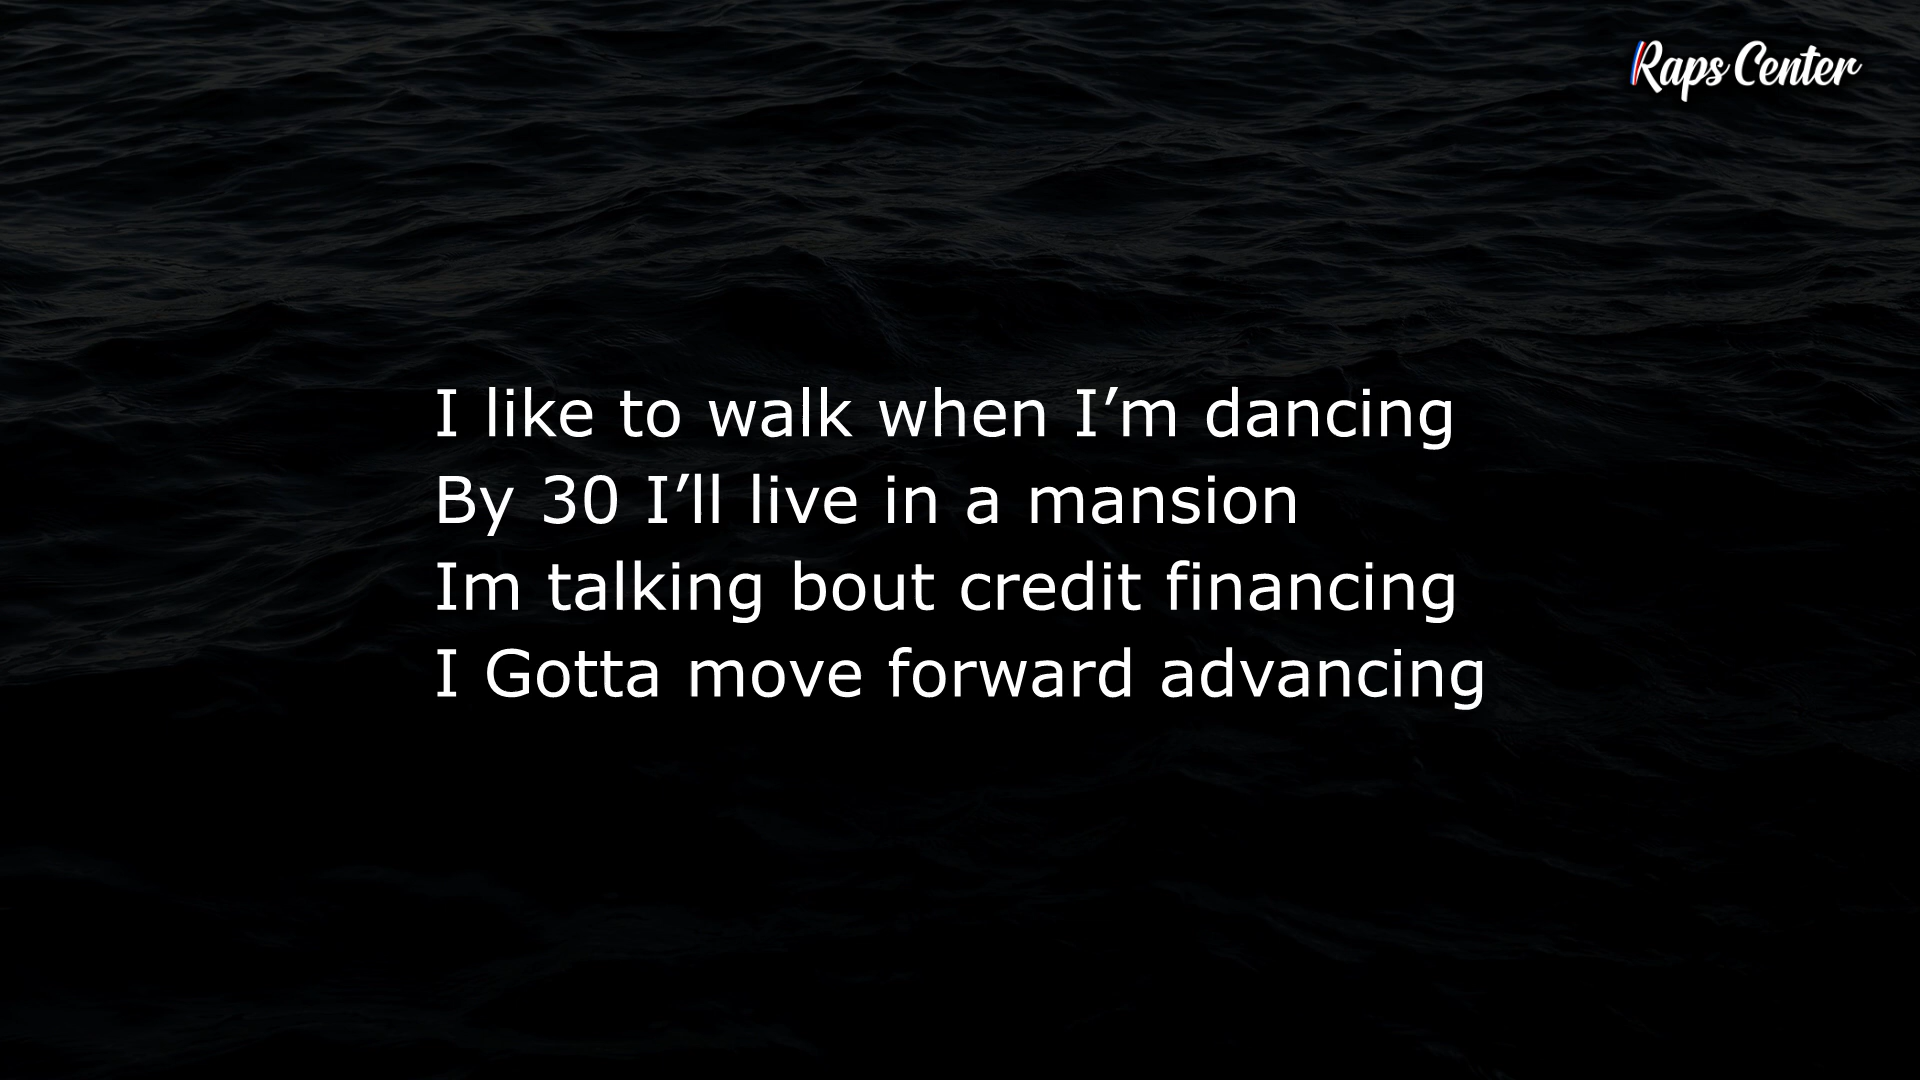 Raps Center
I like to walk when I’m dancing
By 30 I’ll live in a mansion
Im talking bout credit financing
I Gotta move forward advancing